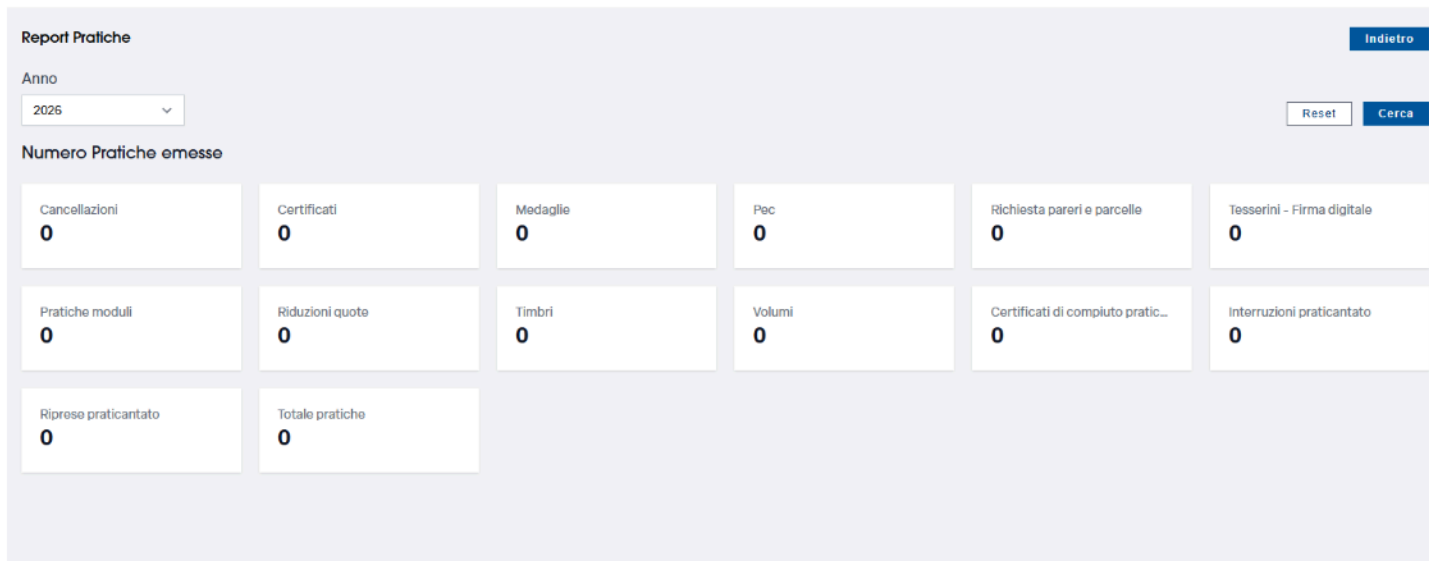 Report Pratiche
Indietro
Anno
2026
Reset
Cerca
Numero Pratiche emesse
Cancellazioni
0
Certificati
0
Medaglie
0
Pec
0
Richiesta pareri e parcelle
0
Tesserini - Firma digitale
0
Pratiche moduli
0
Riduzioni quote
0
Timbri
0
Volumi
0
Certificati di compiuto pratic...
0
Interruzioni praticantato
0
Riprese praticantato
0
Totale pratiche
0